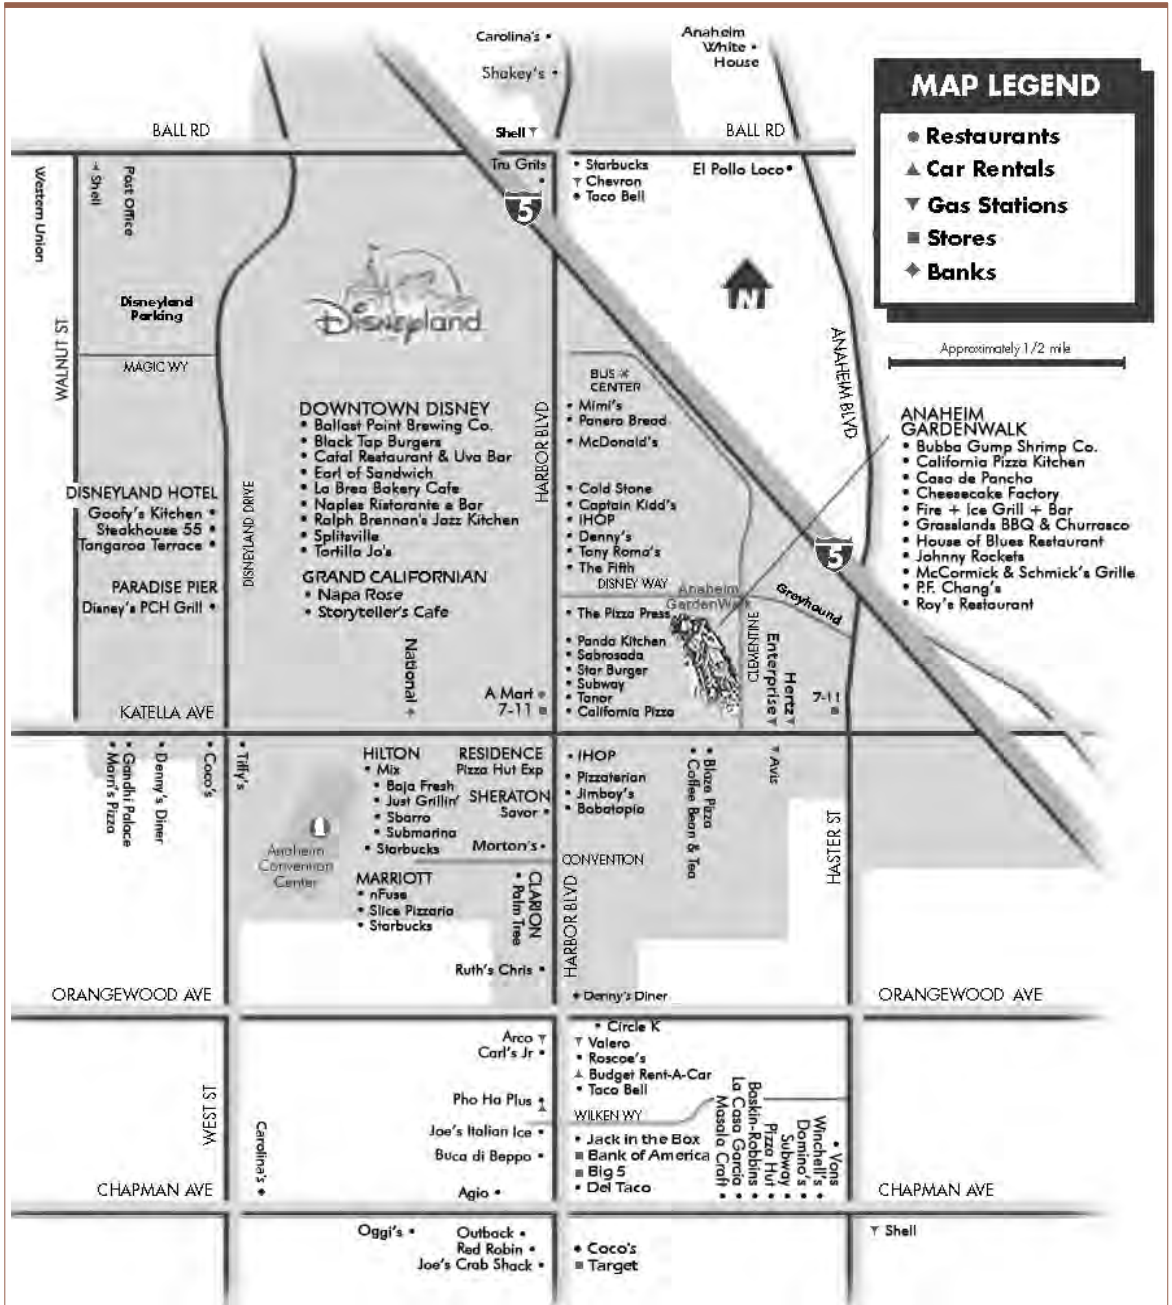 Carolina's •
Shakey's •
Anaheim
White •
House
MAP LEGEND
• Restaurants
▲ Car Rentals
▼ Gas Stations
■ Stores
◆ Banks
Approximately 1/2 mile
BALL RD
Shell ▼
BALL RD
Tru Grits
•
• Starbucks
▼ Chevron
• Taco Bell
El Pollo Loco •
5
Western Union
Shell
Post Office
Disneyland
Parking
Disneyland
N
WALNUT ST
MAGIC WY
ANAHEIM BLVD
BUS
CENTER
• Mimi's
• Panera Bread
• McDonald's
HARBOR BLVD
DOWNTOWN DISNEY
• Ballast Point Brewing Co.
• Black Tap Burgers
• Catal Restaurant & Uva Bar
• Earl of Sandwich
• La Brea Bakery Cafe
• Naples Ristorante e Bar
• Ralph Brennan's Jazz Kitchen
• Splitsville
• Tortilla Jo's
GRAND CALIFORNIAN
• Napa Rose
• Storyteller's Cafe
ANAHEIM
GARDENWALK
• Bubba Gump Shrimp Co.
• California Pizza Kitchen
• Casa de Pancho
• Cheesecake Factory
• Fire + Ice Grill + Bar
• Grasslands BBQ & Churrasco
• House of Blues Restaurant
• Johnny Rockets
• McCormick & Schmick's Grille
• P.F. Chang's
• Roy's Restaurant
DISNEYLAND HOTEL
Goofy's Kitchen •
Steakhouse 55 •
Tangaroa Terrace •
PARADISE PIER
Disney's PCH Grill •
DISNEYLAND DRIVE
• Cold Stone
• Captain Kidd's
• IHOP
• Denny's
• Tony Roma's
• The Fifth
5
DISNEY WAY
Anaheim
GardenWalk
Greyhound
• The Pizza Press
• Panda Kitchen
• Sabrosada
• Star Burger
• Subway
• Tanor
• California Pizza
CLEMENTINE
Enterprise ▼
Hertz ▼
7-11
■
National
A Mart
7-11 ■
KATELLA AVE
• Morri's Pizza
• Gandhi Palace
• Denny's Diner
• Coco's
• Tiffy's
HILTON
• Mix
• Baja Fresh
• Just Grillin'
• Sbarro
• Submarina
• Starbucks
RESIDENCE
Pizza Hut Exp
SHERATON
Savor •
Morton's •
• IHOP
• Pizzaterian
• Jimboy's
• Bobatopia
• Coffee Bean & Tea
• Blaze Pizza
▼ Avis
HASTER ST
Anaheim
Convention
Center
CONVENTION
MARRIOTT
• nFuse
• Slice Pizzaria
• Starbucks
CLARION
• Palm Tree
HARBOR BLVD
Ruth's Chris •
ORANGEWOOD AVE
• Denny's Diner
ORANGEWOOD AVE
Arco ▼
Carl's Jr •
• Circle K
▼ Valero
• Roscoe's
▲ Budget Rent-A-Car
• Taco Bell
WEST ST
Pho Ha Plus •
▲
WILKEN WY
Joe's Italian Ice •
Buca di Beppo •
• Jack in the Box
■ Bank of America
■ Big 5
• Del Taco
Masala Craft •
La Casa Garcia •
Baskin-Robbins •
Pizza Hut •
Subway •
Domino's •
Winchell's •
• Vons
Carolina's •
CHAPMAN AVE
Agio •
CHAPMAN AVE
Oggi's •
Outback •
Red Robin •
Joe's Crab Shack •
• Coco's
■ Target
▼ Shell